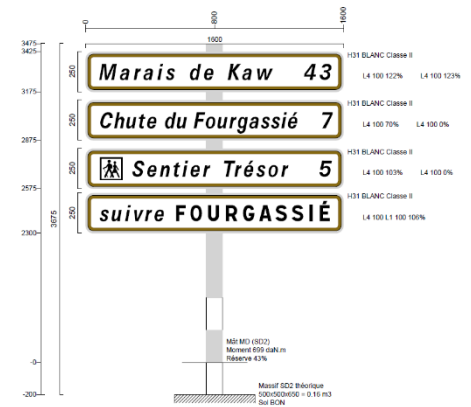 -0
-800
1600
1600
3475
3425
250
Marais de Kaw 43
H31 BLANC Classe II
L4 100 122% L4 100 123%
3175
250
Chute du Fourgassié 7
H31 BLANC Classe II
L4 100 70% L4 100 0%
2875
250
Sentier Trésor 5
H31 BLANC Classe II
L4 100 103% L4 100 0%
2575
250
suivre FOURGASSIÉ
H31 BLANC Classe II
L4 100 L1 100 106%
2300
3675
Mât MD (SD2)
Moment 699 daN.m
Réserve 43%
-0
Massif SD2 théorique
500x500x650 = 0.16 m3
Sol BON
-200